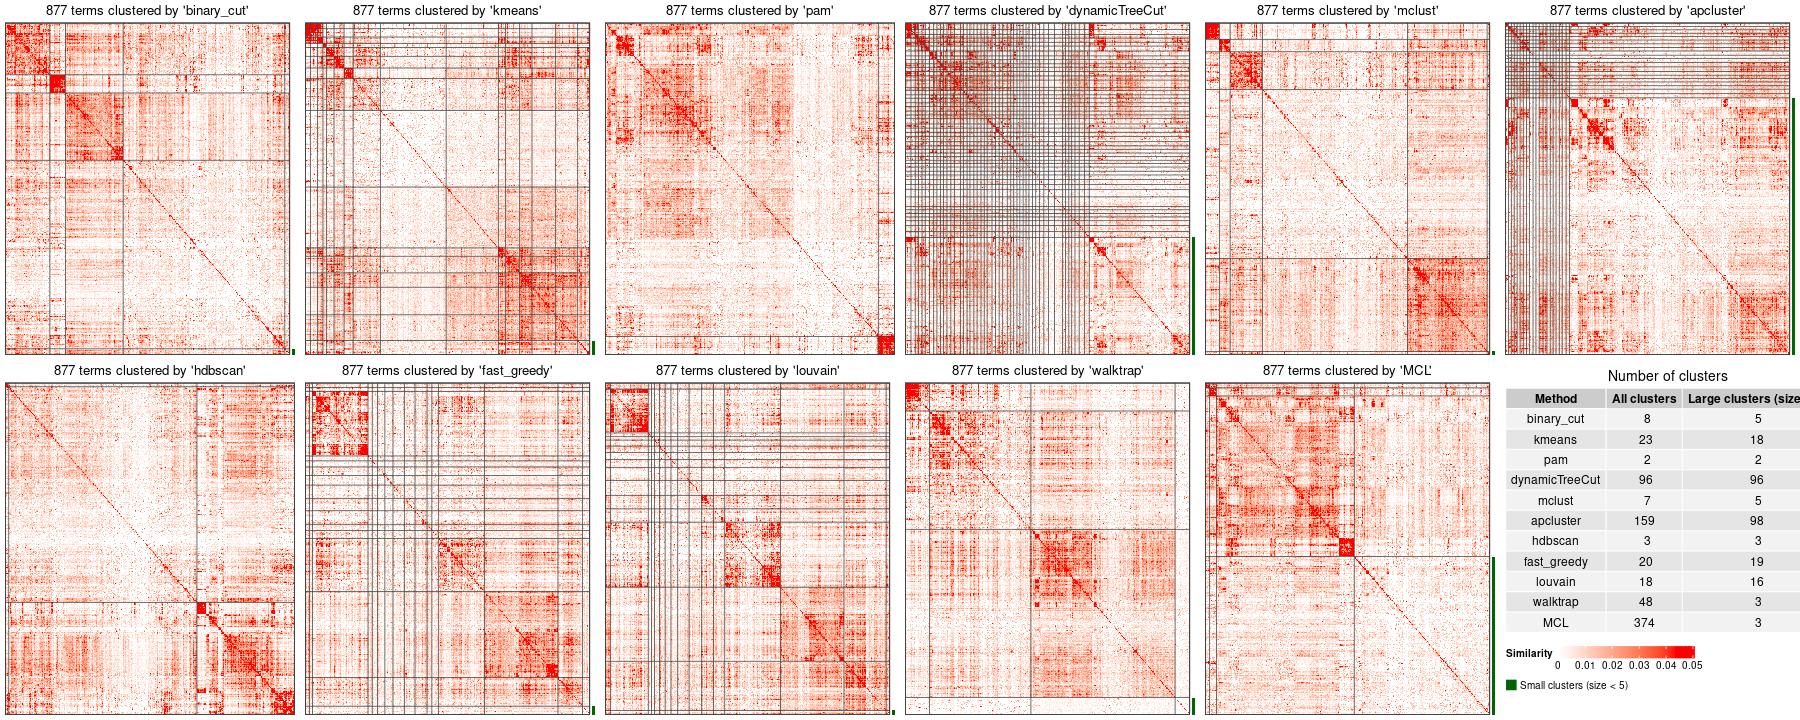 877 terms clustered by 'binary_cut'
877 terms clustered by 'kmeans'
877 terms clustered by 'pam'
877 terms clustered by 'dynamicTreeCut'
877 terms clustered by 'mclust'
877 terms clustered by 'apcluster'
877 terms clustered by 'hdbscan'
877 terms clustered by 'fast_greedy'
877 terms clustered by 'louvain'
877 terms clustered by 'walktrap'
877 terms clustered by 'MCL'
Number of clusters
Method All clusters Large clusters (size
binary_cut 8 5
kmeans 23 18
pam 2 2
dynamicTreeCut 96 96
mclust 7 5
apcluster 159 98
hdbscan 3 3
fast_greedy 20 19
louvain 18 16
walktrap 48 3
MCL 374 3
Similarity
0 0.01 0.02 0.03 0.04 0.05
Small clusters (size < 5)